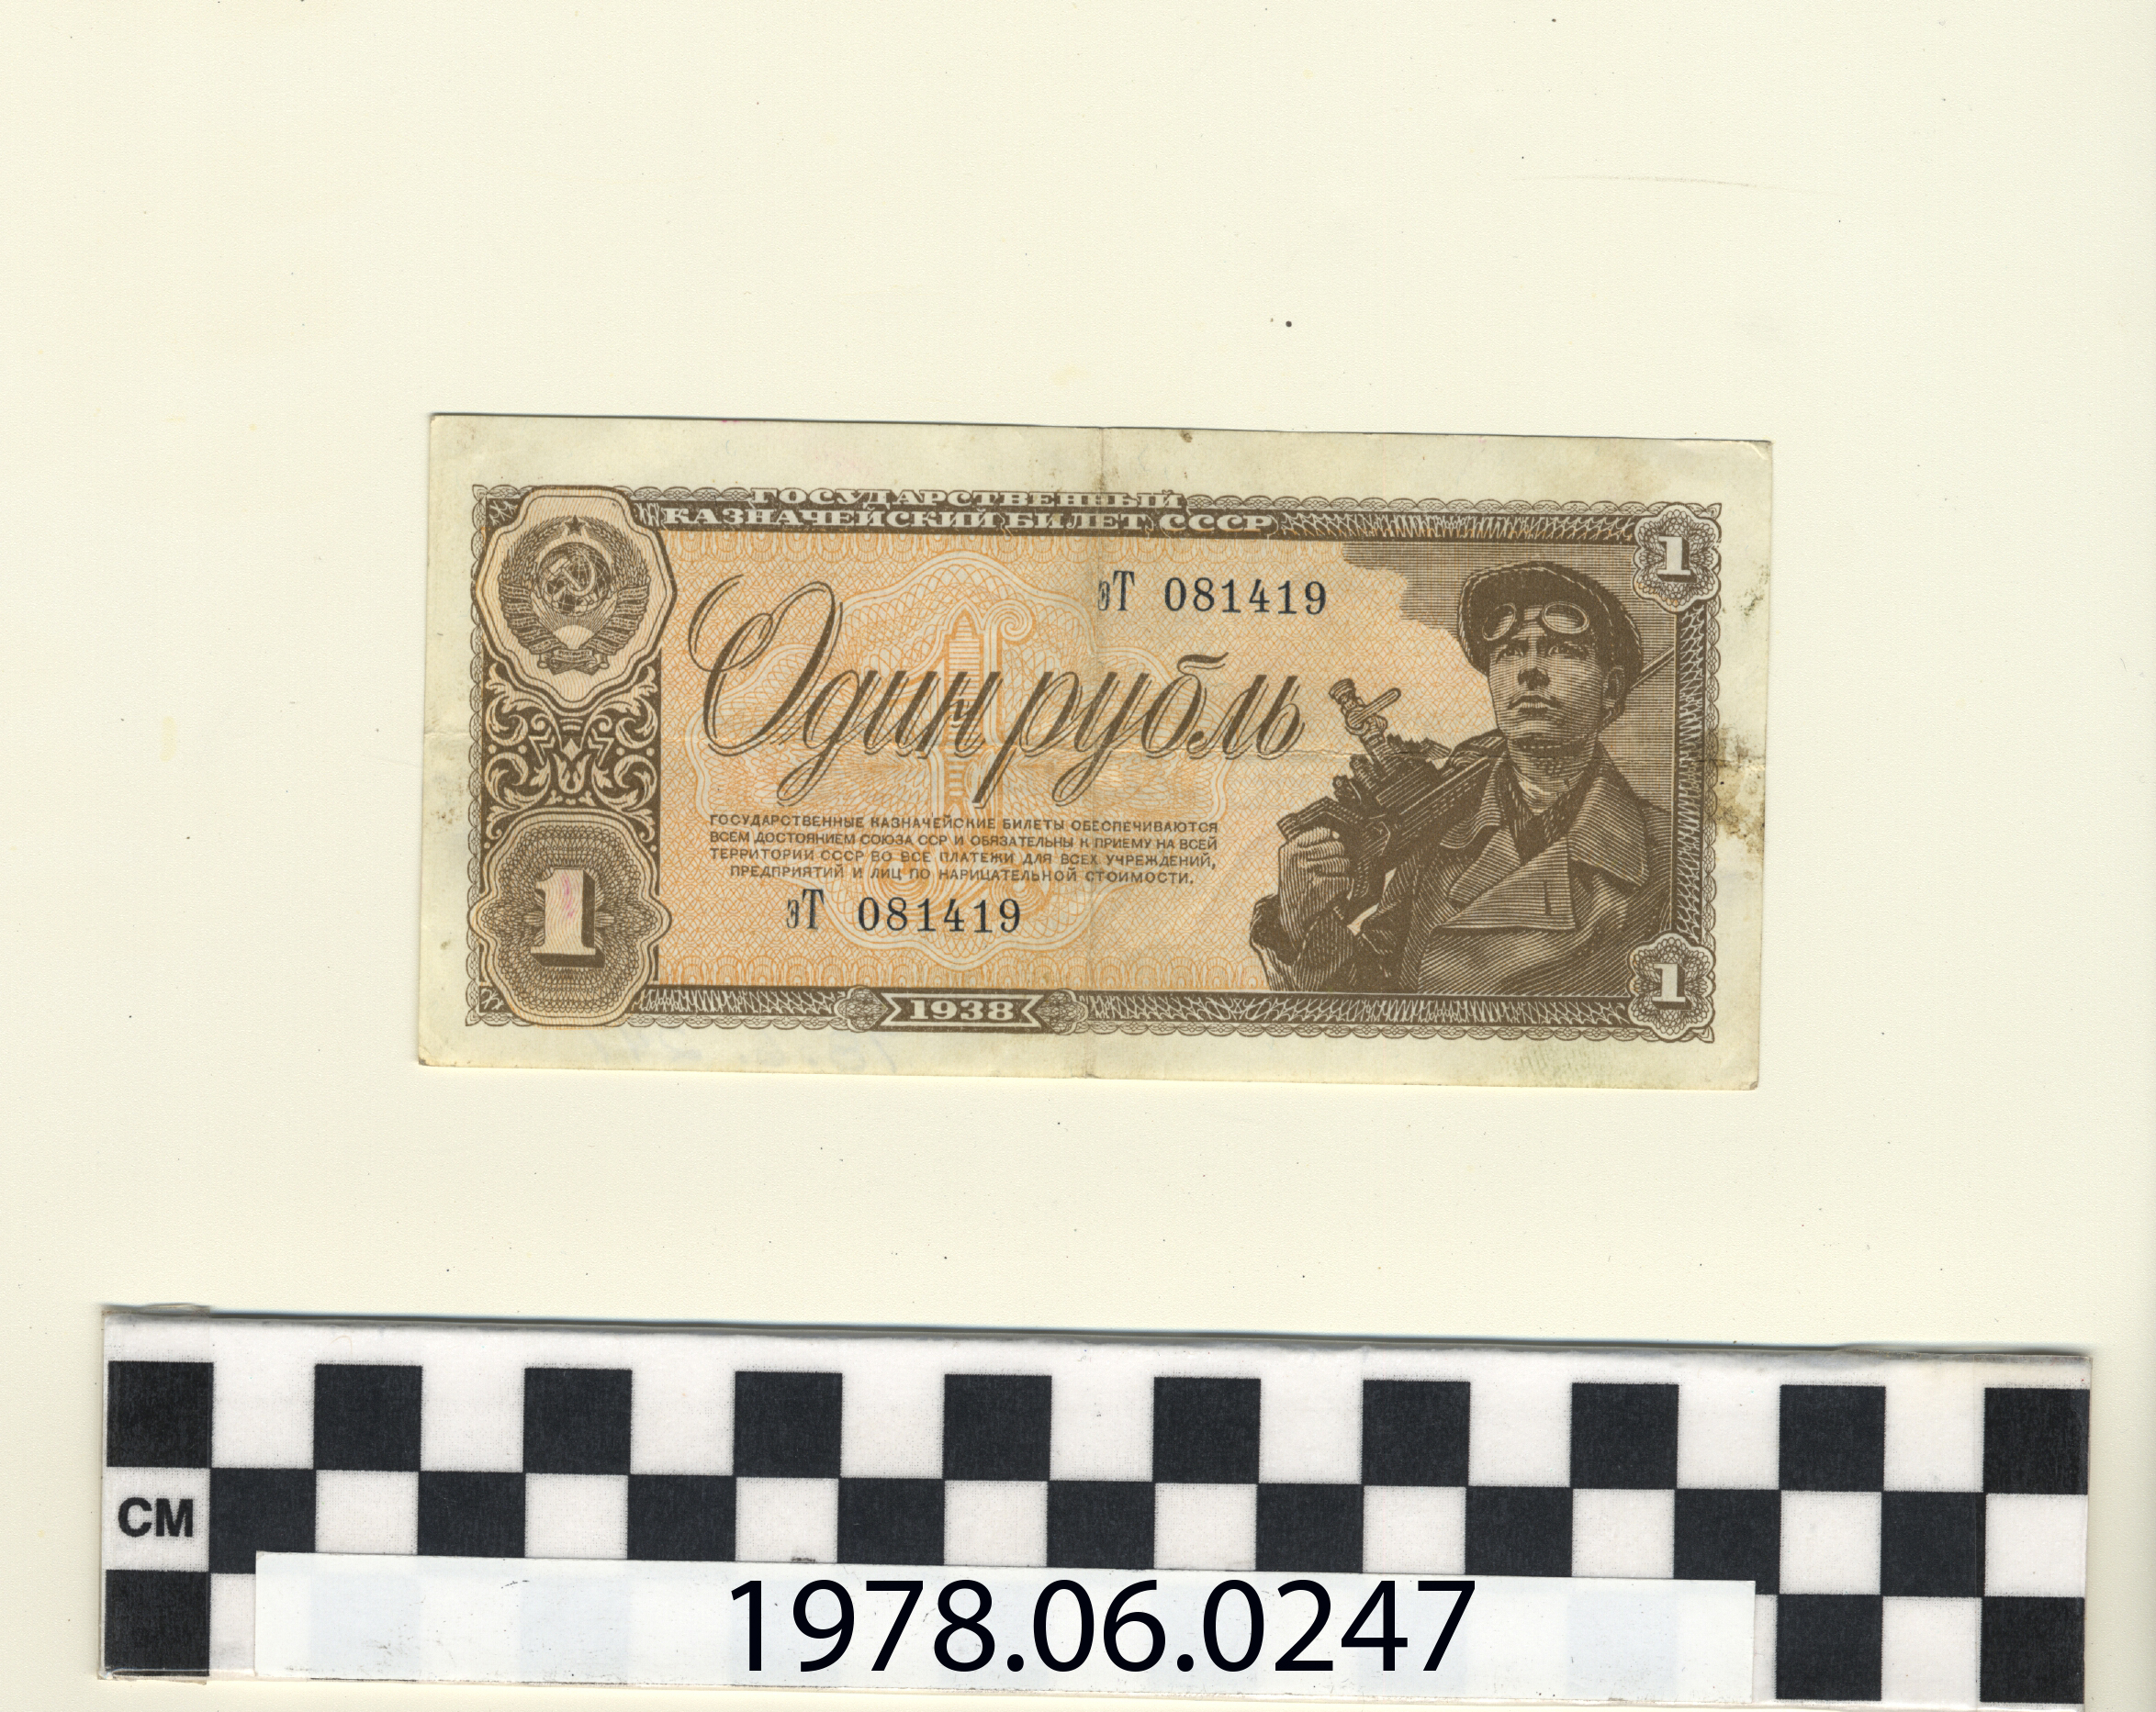 ГОСУДАРСТВЕННЫЙ
КАЗНАЧЕЙСКИЙ БИЛЕТ СССР
1
эТ 081419
Один рубль
ГОСУДАРСТВЕННЫЕ КАЗНАЧЕЙСКИЕ БИЛЕТЫ ОБЕСПЕЧИВАЮТСЯ
ВСЕМ ДОСТОЯНИЕМ СОЮЗА ССР И ОБЯЗАТЕЛЬНЫ К ПРИЕМУ НА ВСЕЙ
ТЕРРИТОРИИ СССР ВО ВСЕ ПЛАТЕЖИ ДЛЯ ВСЕХ УЧРЕЖДЕНИЙ,
ПРЕДПРИЯТИЙ И ЛИЦ ПО НАРИЦАТЕЛЬНОЙ СТОИМОСТИ.
1
эТ 081419
1
1938
CM
1978.06.0247